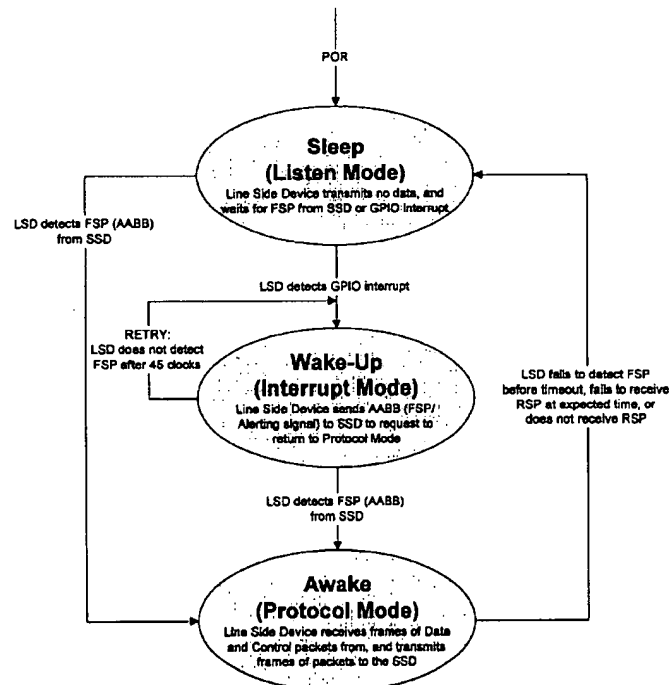 POR
Sleep
(Listen Mode)
Line Side Device transmits no data, and
waits for FSP from SSD or GPIO Interrupt
LSD detects FSP (AABB)
from SSD
LSD detects GPIO interrupt
RETRY:
LSD does not detect
FSP after 45 clocks
Wake-Up
(Interrupt Mode)
Line Side Device sends AABB (FSP/
Alerting signal) to SSD to request to
return to Protocol Mode
LSD fails to detect FSP
before timeout, fails to receive
RSP at expected time, or
does not receive RSP
LSD detects FSP (AABB)
from SSD
Awake
(Protocol Mode)
Line Side Device receives frames of Data
and Control packets from, and transmits
frames of packets to the SSD